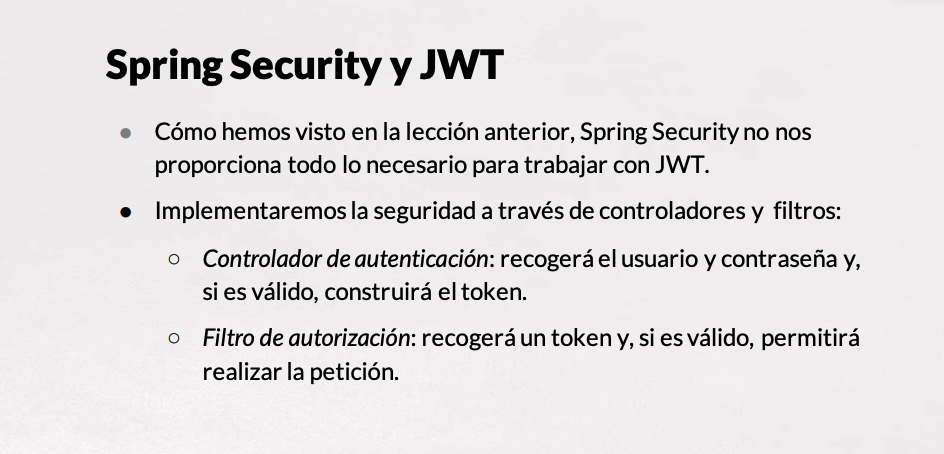 Spring Security y JWT
● Cómo hemos visto en la lección anterior, Spring Security no nos
proporciona todo lo necesario para trabajar con JWT.
● Implementaremos la seguridad a través de controladores y filtros:
○ Controlador de autenticación: recogerá el usuario y contraseña y,
si es válido, construirá el token.
○ Filtro de autorización: recogerá un token y, si es válido, permitirá
realizar la petición.